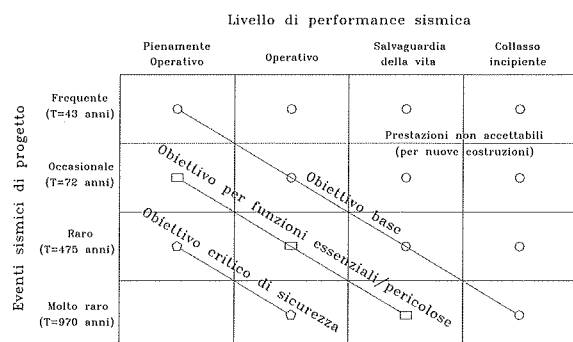 Livello di performance sismica
Pienamente
Operativo
Operativo
Salvaguardia
della vita
Collasso
incipiente
Eventi sismici di progetto
Frequente
(T=43 anni)
Prestazioni non accettabili
(per nuove costruzioni)
Occasionale
(T=72 anni)
Obiettivo base
Obiettivo per funzioni essenziali/pericolose
Raro
(T=475 anni)
Obiettivo critico di sicurezza
Molto raro
(T=970 anni)